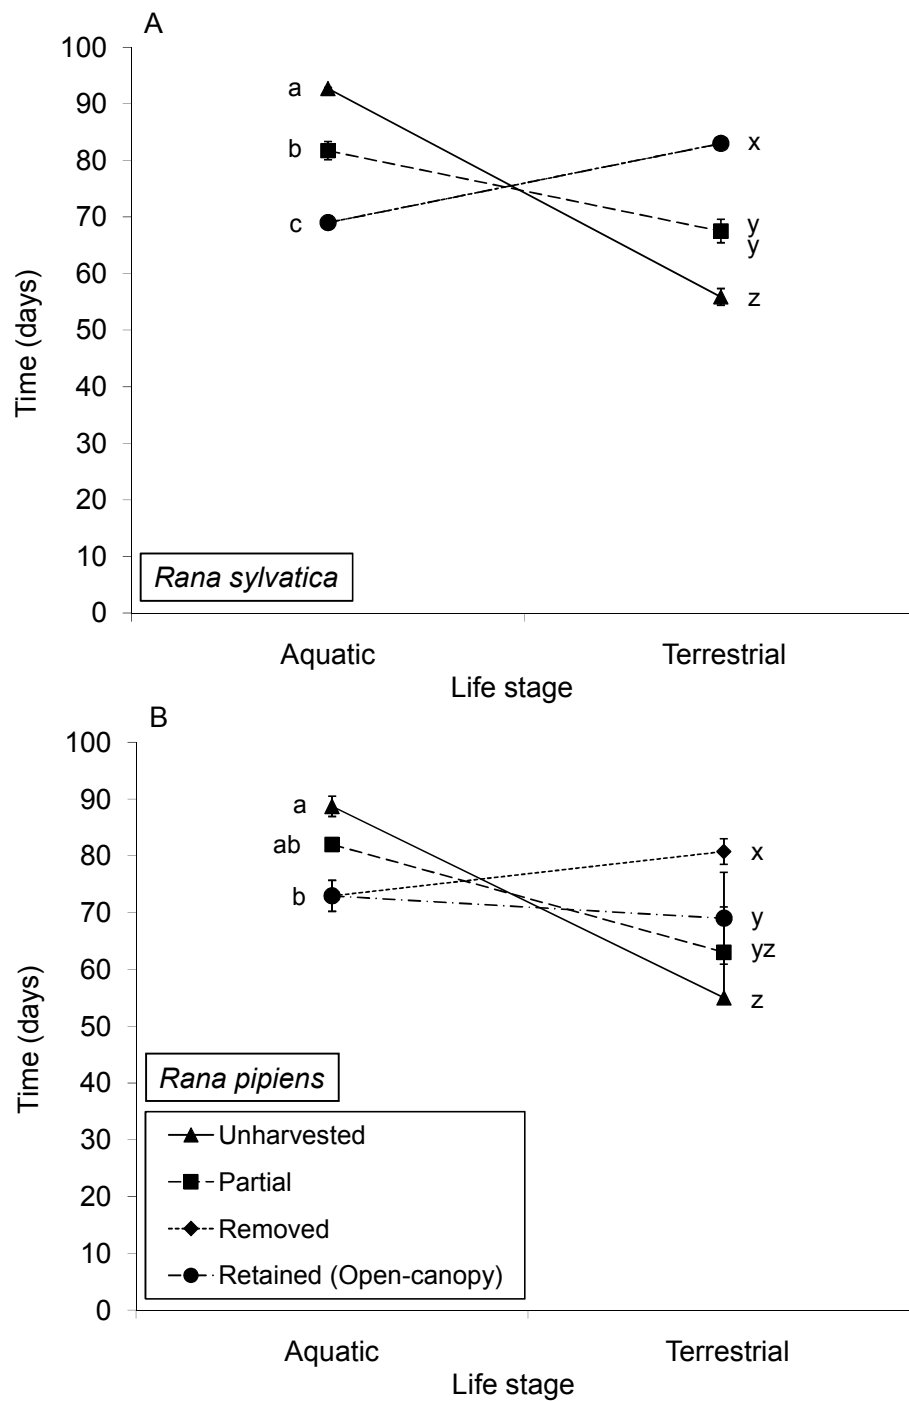 A
100
90
80
70
60
50
40
30
20
10
0
Time (days)
a
b
c
x
y
y
z
Rana sylvatica
Aquatic
Terrestrial
Life stage
B
100
90
80
70
60
50
40
30
20
10
0
Time (days)
a
ab
b
x
y
yz
z
Rana pipiens
Unharvested
Partial
Removed
Retained (Open-canopy)
Aquatic
Terrestrial
Life stage